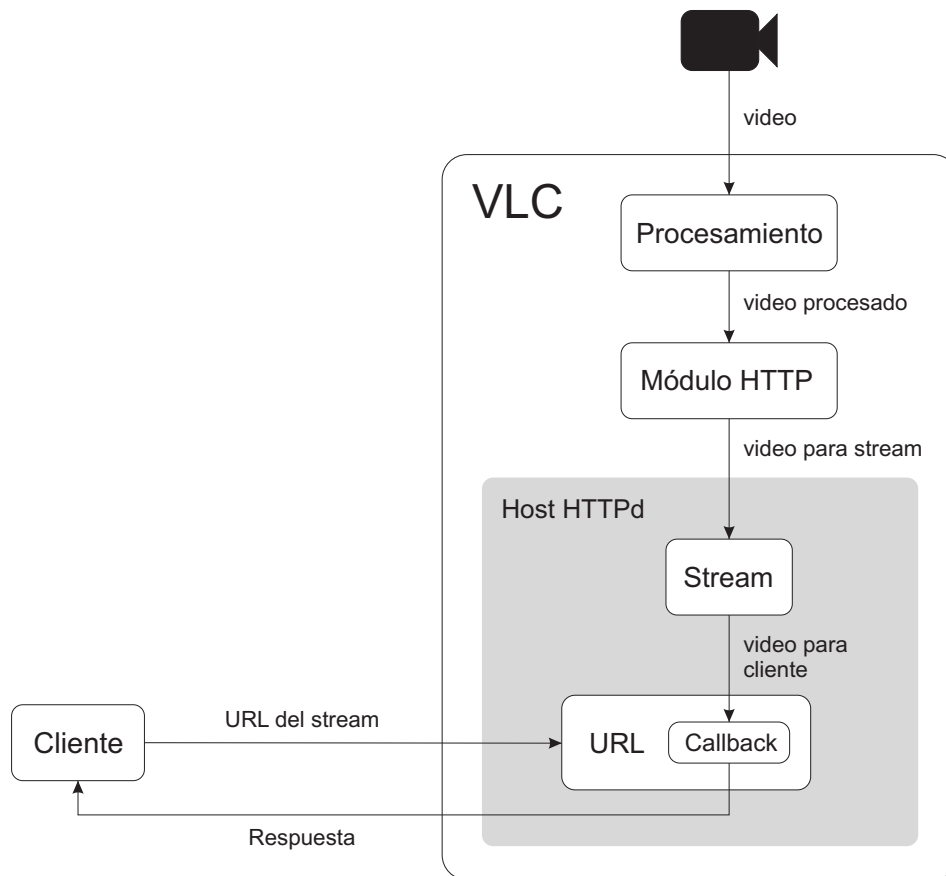 video
VLC
Procesamiento
video procesado
Módulo HTTP
video para stream
Host HTTPd
Stream
video para
cliente
URL del stream
Cliente
URL
Callback
Respuesta